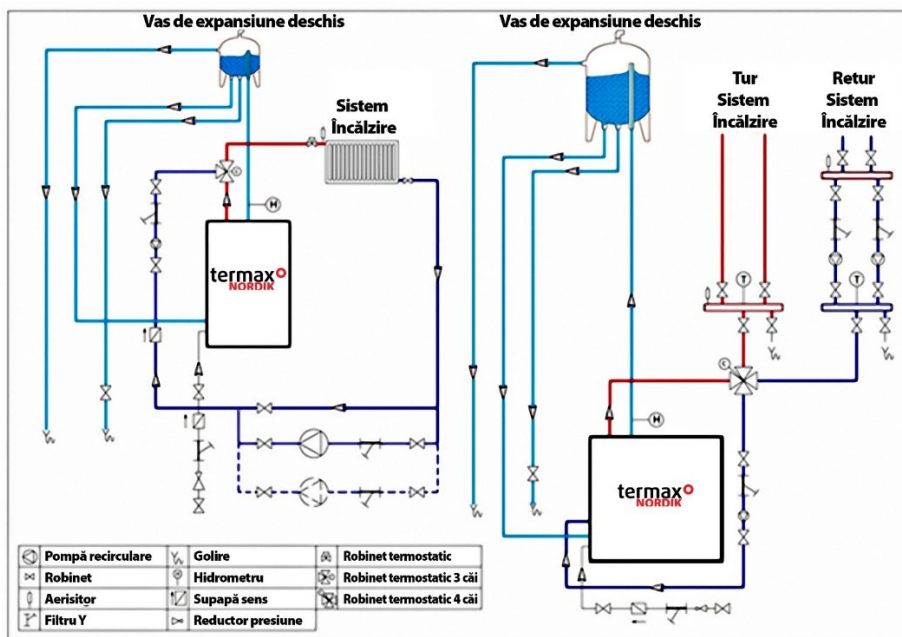 Vas de expansiune deschis
Vas de expansiune deschis
Sistem
Încălzire
Tur
Sistem
Încălzire
Retur
Sistem
Încălzire
C
H
termax
NORDIK
T
T
C
H
termax
NORDIK
Pompă recirculare
Golire
Robinet termostatic
Robinet
Hidrometru
Robinet termostatic 3 căi
Aerisitor
Supapă sens
Robinet termostatic 4 căi
Filtru Y
Reductor presiune